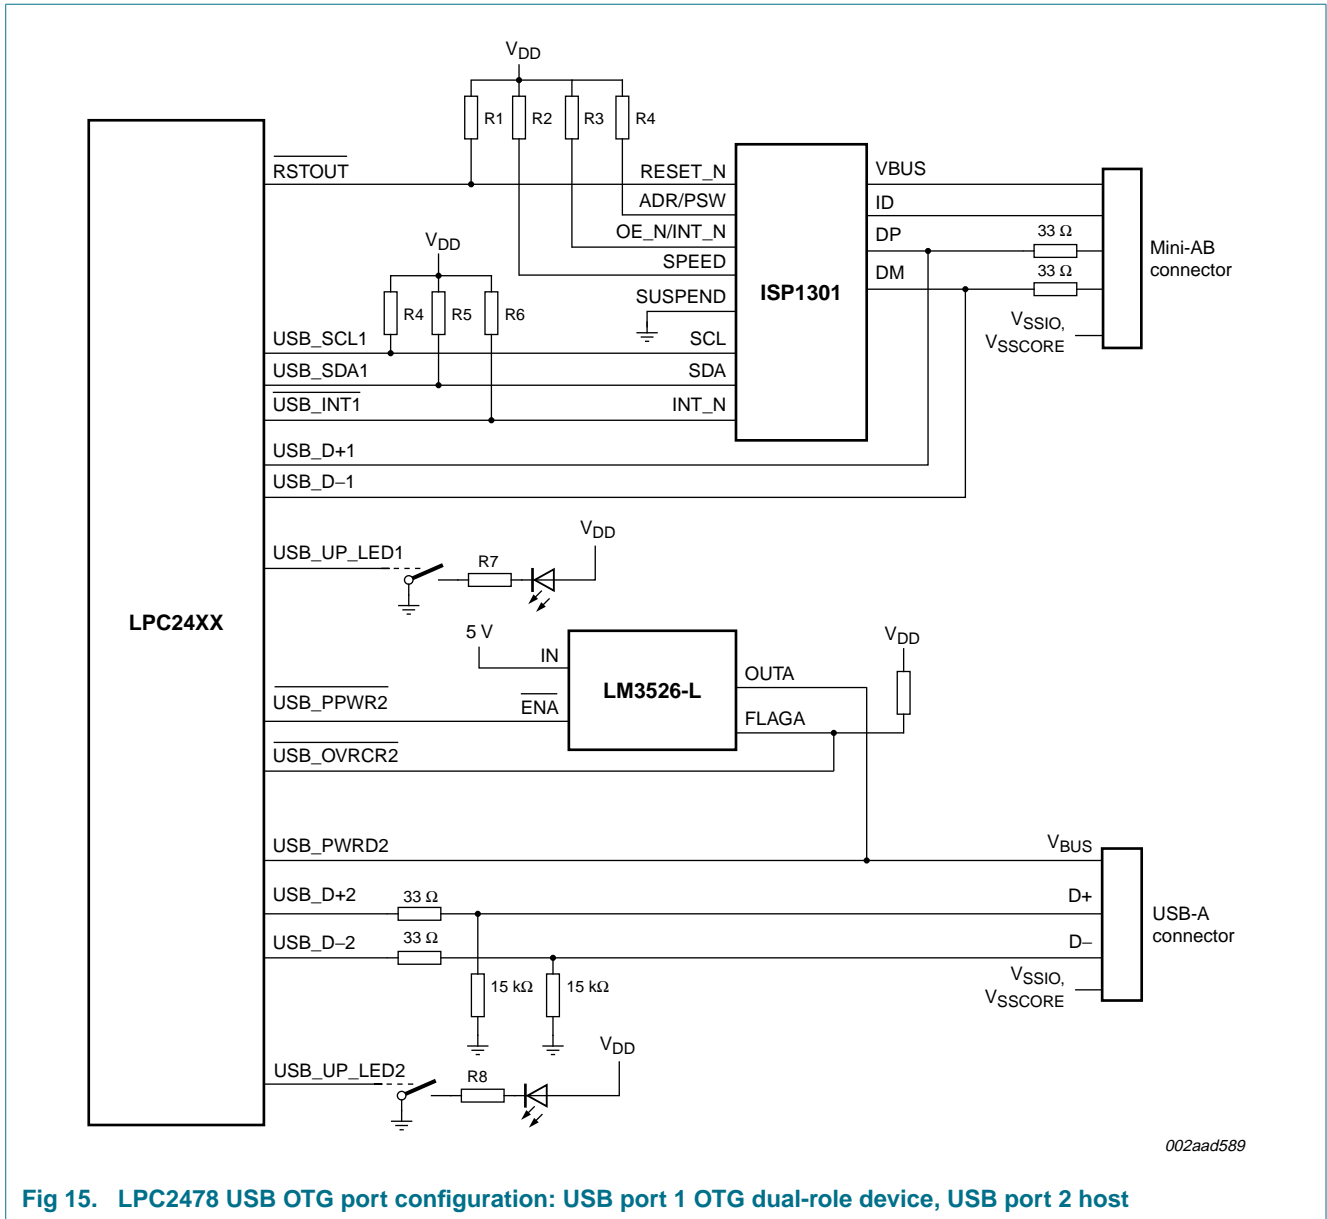 VDD
R1
R2
R3
R4
RSTOUT
RESET_N
ADR/PSW
OE_N/INT_N
SPEED
SUSPEND
SCL
SDA
INT_N
ISP1301
VBUS
ID
DP
DM
33 Ω
33 Ω
Mini-AB
connector
VSSIO,
VSSCORE
VDD
R4
R5
R6
USB_SCL1
USB_SDA1
USB_INT1
USB_D+1
USB_D−1
USB_UP_LED1
R7
VDD
LPC24XX
5 V
IN
ENA
LM3526-L
OUTA
FLAGA
VDD
USB_PPWR2
USB_OVRCR2
USB_PWRD2
VBUS
USB_D+2
33 Ω
D+
USB_D−2
33 Ω
D−
USB-A
connector
15 kΩ
15 kΩ
VSSIO,
VSSCORE
USB_UP_LED2
R8
VDD
002aad589
Fig 15. LPC2478 USB OTG port configuration: USB port 1 OTG dual-role device, USB port 2 host